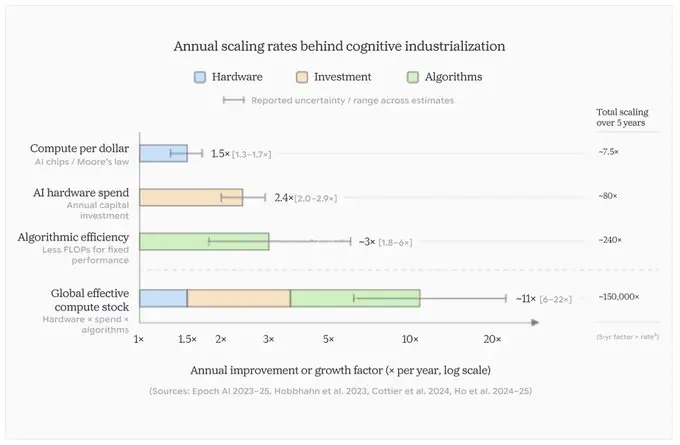 Annual scaling rates behind cognitive industrialization
Hardware
Investment
Algorithms
Reported uncertainty / range across estimates
Total scaling
over 5 years
Compute per dollar
AI chips / Moore's law
1.5× [1.3–1.7×]
~7.5×
AI hardware spend
Annual capital
investment
2.4× [2.0–2.9×]
~80×
Algorithmic efficiency
Less FLOPs for fixed
performance
~3× [1.8–6×]
~240×
Global effective
compute stock
Hardware × spend ×
algorithms
~11× [6–22×]
~150,000×
1×
1.5×
2×
3×
5×
10×
20×
(5-yr factor = rate⁵)
Annual improvement or growth factor (× per year, log scale)
(Sources: Epoch AI 2023–25, Hobbhahn et al. 2023, Cottier et al. 2024, Ho et al. 2024–25)